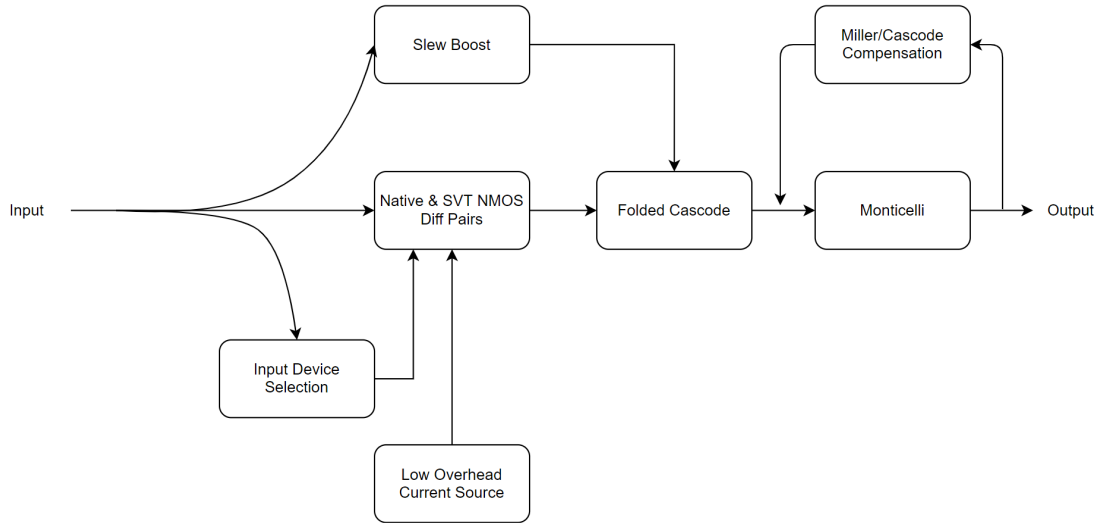 Slew Boost
Miller/Cascode
Compensation
Input
Native & SVT NMOS
Diff Pairs
Folded Cascode
Monticelli
Output
Input Device
Selection
Low Overhead
Current Source